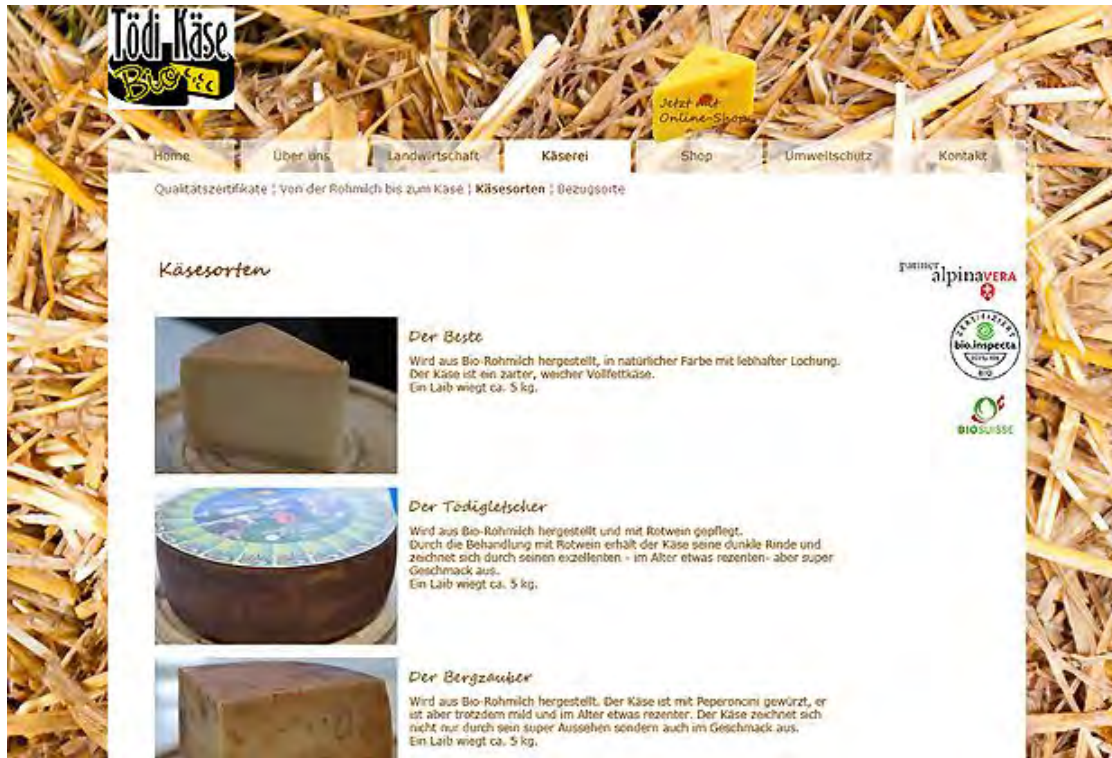 Tödi-Käse
Bio
Jetzt mit
Online-Shop
Home Über uns Landwirtschaft Käserei Shop Umweltschutz Kontakt
Qualitätszertifikate ¦ Von der Rohmilch bis zum Käse ¦ Käsesorten ¦ Bezugsorte
Käsesorten
partner
alpinavera
ZERTIFIZIERT
bio.inspecta
BIO
BIOSUISSE
Der Beste
Wird aus Bio-Rohmilch hergestellt, in natürlicher Farbe mit lebhafter Lochung.
Der Käse ist ein zarter, weicher Vollfettkäse.
Ein Laib wiegt ca. 5 kg.
Der Tödigletscher
Wird aus Bio-Rohmilch hergestellt und mit Rotwein gepflegt.
Durch die Behandlung mit Rotwein erhält der Käse seine dunkle Rinde und
zeichnet sich durch seinen exzellenten - im Alter etwas rezenten- aber super
Geschmack aus.
Ein Laib wiegt ca. 5 kg.
Der Bergzauber
Wird aus Bio-Rohmilch hergestellt. Der Käse ist mit Peperoncini gewürzt, er
ist aber trotzdem mild und im Alter etwas rezenter. Der Käse zeichnet sich
nicht nur durch sein super Aussehen sondern auch im Geschmack aus.
Ein Laib wiegt ca. 5 kg.